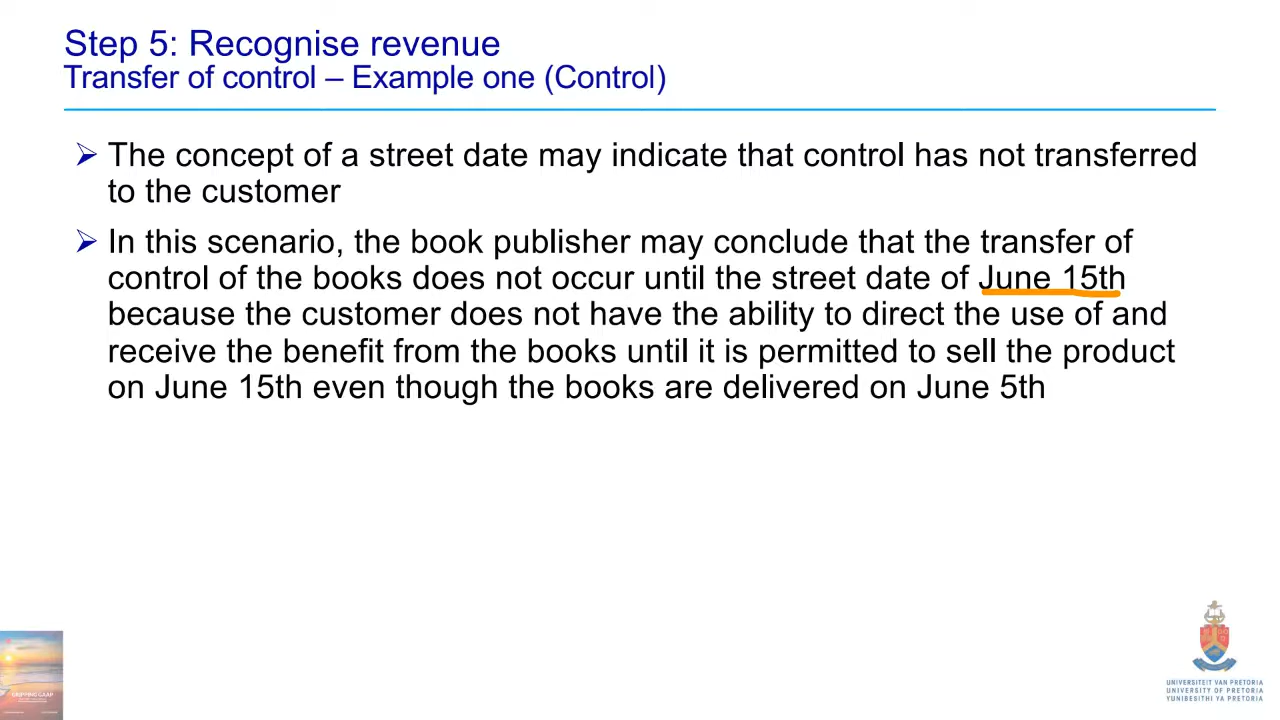 Step 5: Recognise revenue
Transfer of control – Example one (Control)
The concept of a street date may indicate that control has not transferred
to the customer
In this scenario, the book publisher may conclude that the transfer of
control of the books does not occur until the street date of June 15th
because the customer does not have the ability to direct the use of and
receive the benefit from the books until it is permitted to sell the product
on June 15th even though the books are delivered on June 5th
UNIVERSITEIT VAN PRETORIA
UNIVERSITY OF PRETORIA
YUNIBESITHI YA PRETORIA